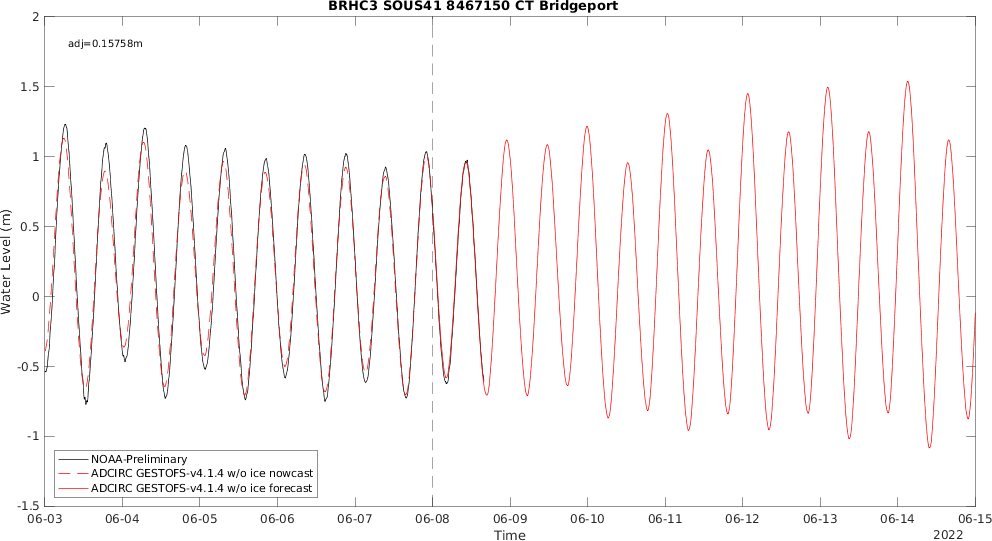 BRHC3 SOUS41 8467150 CT Bridgeport
adj=0.15758m
2
1.5
1
0.5
0
-0.5
-1
-1.5
Water Level (m)
NOAA-Preliminary
ADCIRC GESTOFS-v4.1.4 w/o ice nowcast
ADCIRC GESTOFS-v4.1.4 w/o ice forecast
06-03 06-04 06-05 06-06 06-07 06-08 06-09 06-10 06-11 06-12 06-13 06-14 06-15
Time
2022